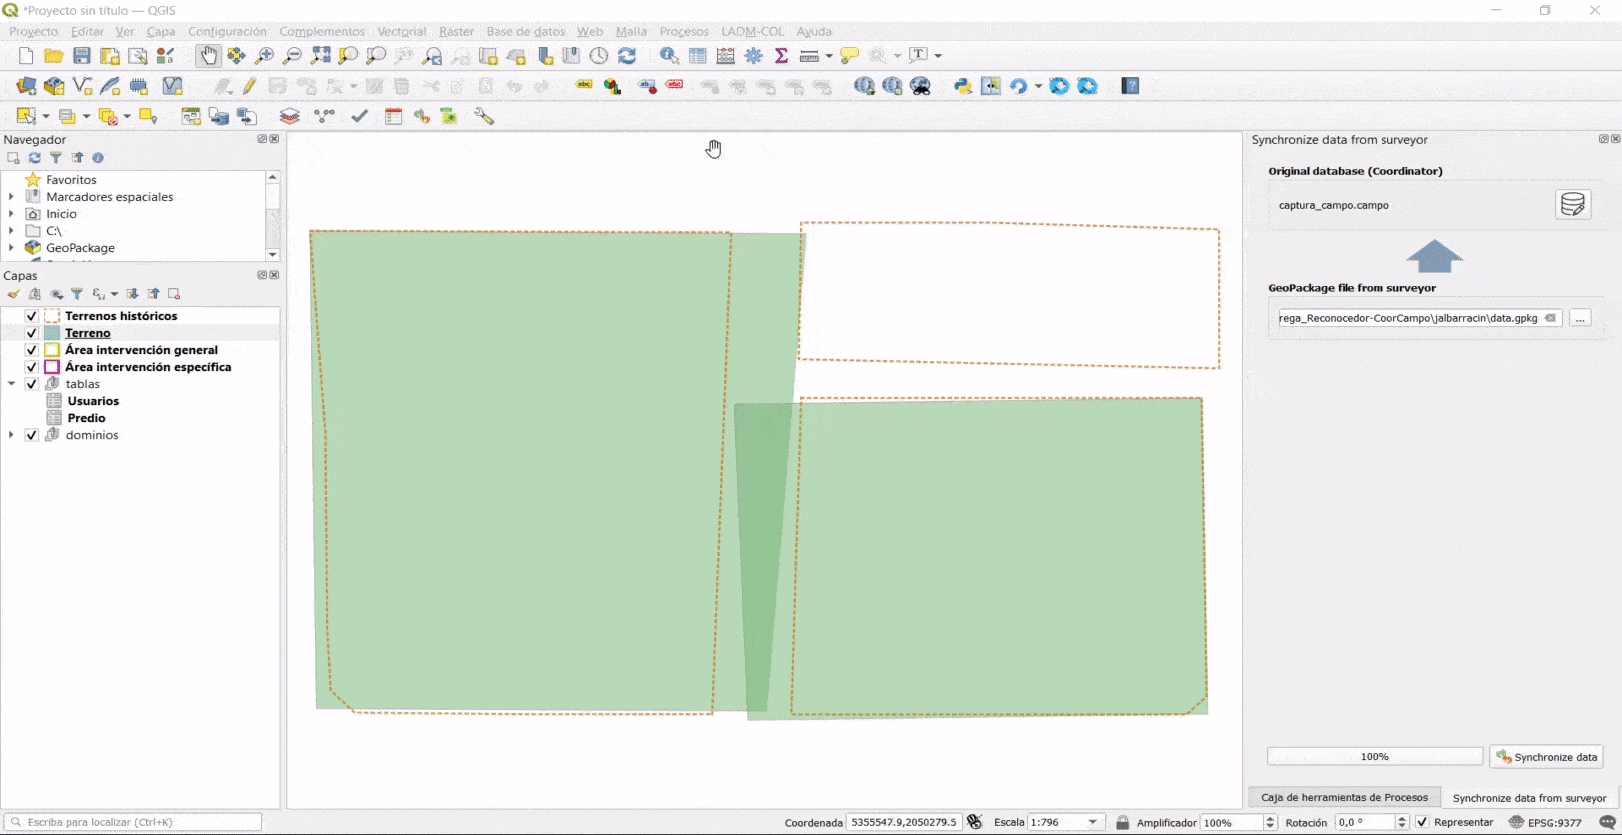 *Proyecto sin título — QGIS
Proyecto Editar Ver Capa Configuración Complementos Vectorial Ráster Base de datos Web Malla Procesos LADM-COL Ayuda
Navegador
Favoritos
Marcadores espaciales
Inicio
C:\
GeoPackage
Capas
Terrenos históricos
Terreno
Área intervención general
Área intervención específica
tablas
Usuarios
Predio
dominios
Synchronize data from surveyor
Original database (Coordinator)
captura_campo.campo
GeoPackage file from surveyor
rega_Reconocedor-CoorCampo\jalbarracin\data.gpkg ...
100% Synchronize data
Caja de herramientas de Procesos Synchronize data from surveyor
Escriba para localizar (Ctrl+K) Coordenada 5355547.9,2050279.5 Escala 1:796 Amplificador 100% Rotación 0,0 ° Representar EPSG:9377